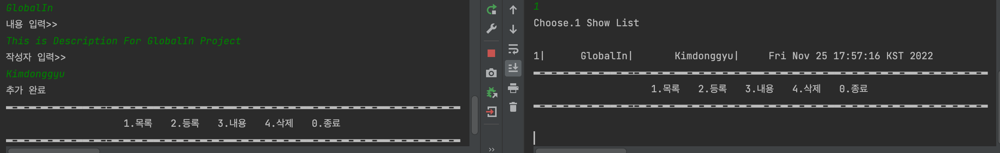 GlobalIn
내용 입력>>
This is Description For GlobalIn Project
작성자 입력>>
Kimdonggyu
추가 완료
1.목록 2.등록 3.내용 4.삭제 0.종료
1
Choose.1 Show List
1| GlobalIn| Kimdonggyu| Fri Nov 25 17:57:16 KST 2022
1.목록 2.등록 3.내용 4.삭제 0.종료